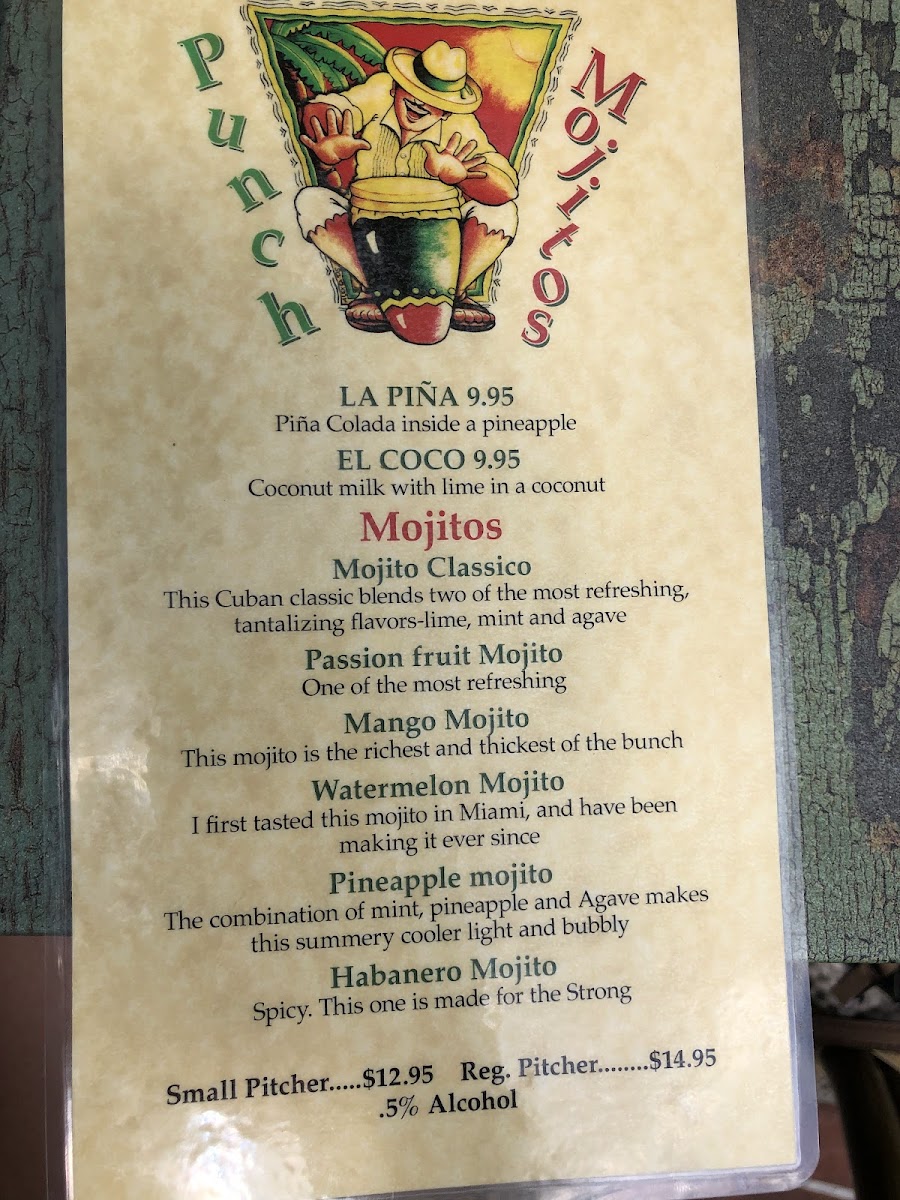 Punch
Mojitos
LA PIÑA 9.95
Piña Colada inside a pineapple
EL COCO 9.95
Coconut milk with lime in a coconut
Mojitos
Mojito Classico
This Cuban classic blends two of the most refreshing,
tantalizing flavors-lime, mint and agave
Passion fruit Mojito
One of the most refreshing
Mango Mojito
This mojito is the richest and thickest of the bunch
Watermelon Mojito
I first tasted this mojito in Miami, and have been
making it ever since
Pineapple mojito
The combination of mint, pineapple and Agave makes
this summery cooler light and bubbly
Habanero Mojito
Spicy. This one is made for the Strong
Small Pitcher.....$12.95 Reg. Pitcher........$14.95
.5% Alcohol